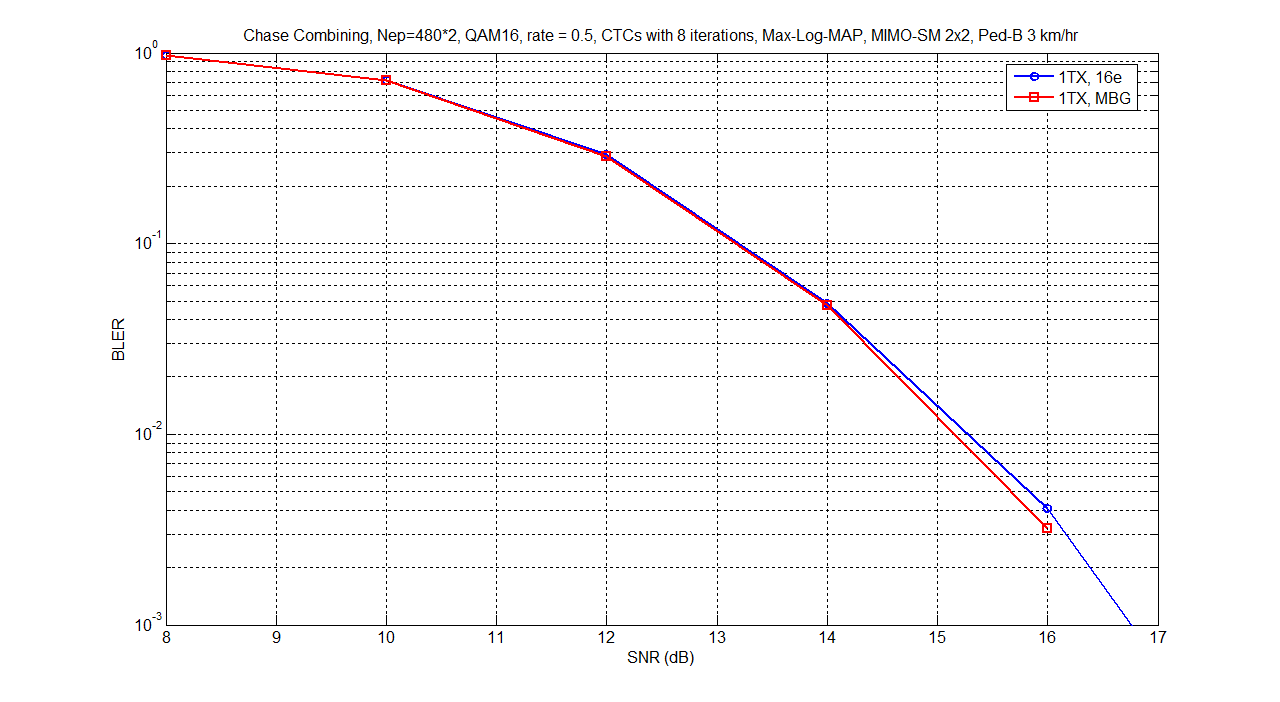 Chase Combining, Nep=480*2, QAM16, rate = 0.5, CTCs with 8 iterations, Max-Log-MAP, MIMO-SM 2x2, Ped-B 3 km/hr
1TX, 16e
1TX, MBG
10^0
10^-1
10^-2
10^-3
BLER
8 9 10 11 12 13 14 15 16 17
SNR (dB)